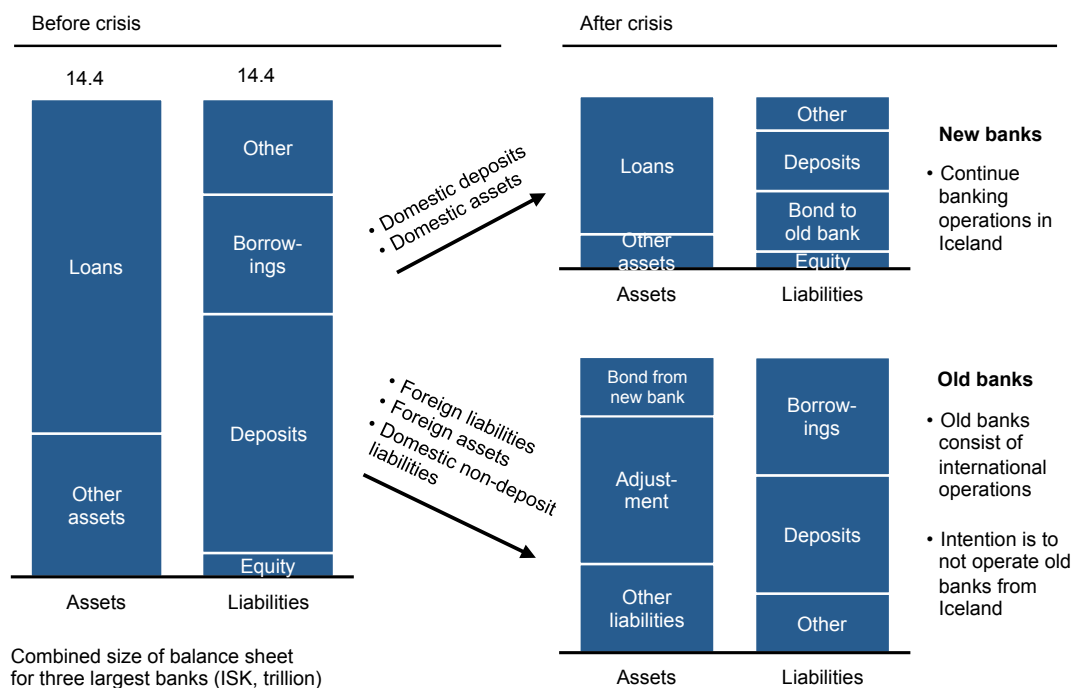 Before crisis
After crisis
14.4
14.4
Loans
Other
assets
Assets
Other
Borrow-
ings
Deposits
Equity
Liabilities
Combined size of balance sheet
for three largest banks (ISK, trillion)
• Domestic deposits
• Domestic assets
• Foreign liabilities
• Foreign assets
• Domestic non-deposit
liabilities
Loans
Other
assets
Assets
Other
Deposits
Bond to
old bank
Equity
Liabilities
New banks
• Continue
banking
operations in
Iceland
Bond from
new bank
Adjust-
ment
Other
liabilities
Assets
Borrow-
ings
Deposits
Other
Liabilities
Old banks
• Old banks
consist of
international
operations
• Intention is to
not operate old
banks from
Iceland